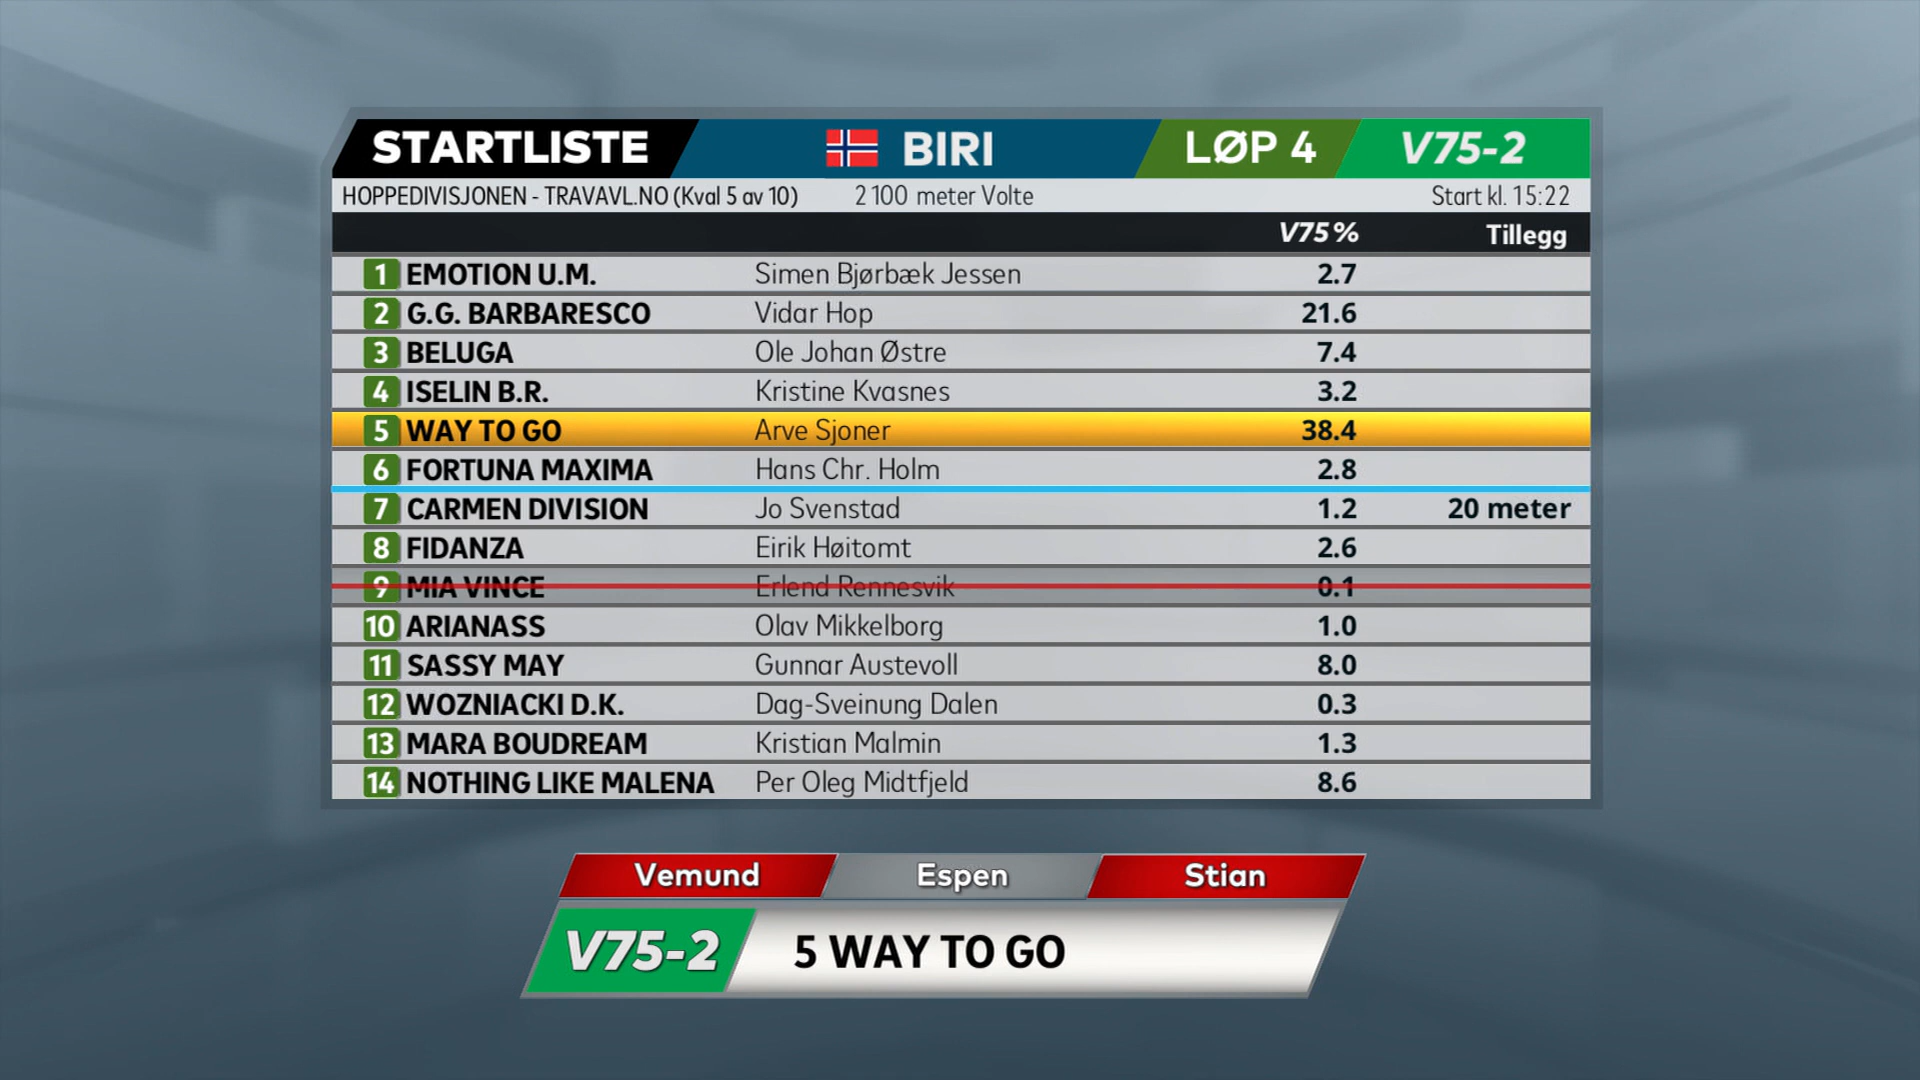 STARTLISTE BIRI LØP 4 V75-2
HOPPEDIVISJONEN - TRAVAVL.NO (Kval 5 av 10) 2100 meter Volte Start kl. 15:22
V75% Tillegg
1 EMOTION U.M. Simen Bjørbæk Jessen 2.7
2 G.G. BARBARESCO Vidar Hop 21.6
3 BELUGA Ole Johan Østre 7.4
4 ISELIN B.R. Kristine Kvasnes 3.2
5 WAY TO GO Arve Sjoner 38.4
6 FORTUNA MAXIMA Hans Chr. Holm 2.8
7 CARMEN DIVISION Jo Svenstad 1.2 20 meter
8 FIDANZA Eirik Høitomt 2.6
9 MIA VINCE Erlend Rennesvik 0.1
10 ARIANASS Olav Mikkelborg 1.0
11 SASSY MAY Gunnar Austevoll 8.0
12 WOZNIACKI D.K. Dag-Sveinung Dalen 0.3
13 MARA BOUDREAM Kristian Malmin 1.3
14 NOTHING LIKE MALENA Per Oleg Midtfjeld 8.6
Vemund Espen Stian
V75-2 5 WAY TO GO